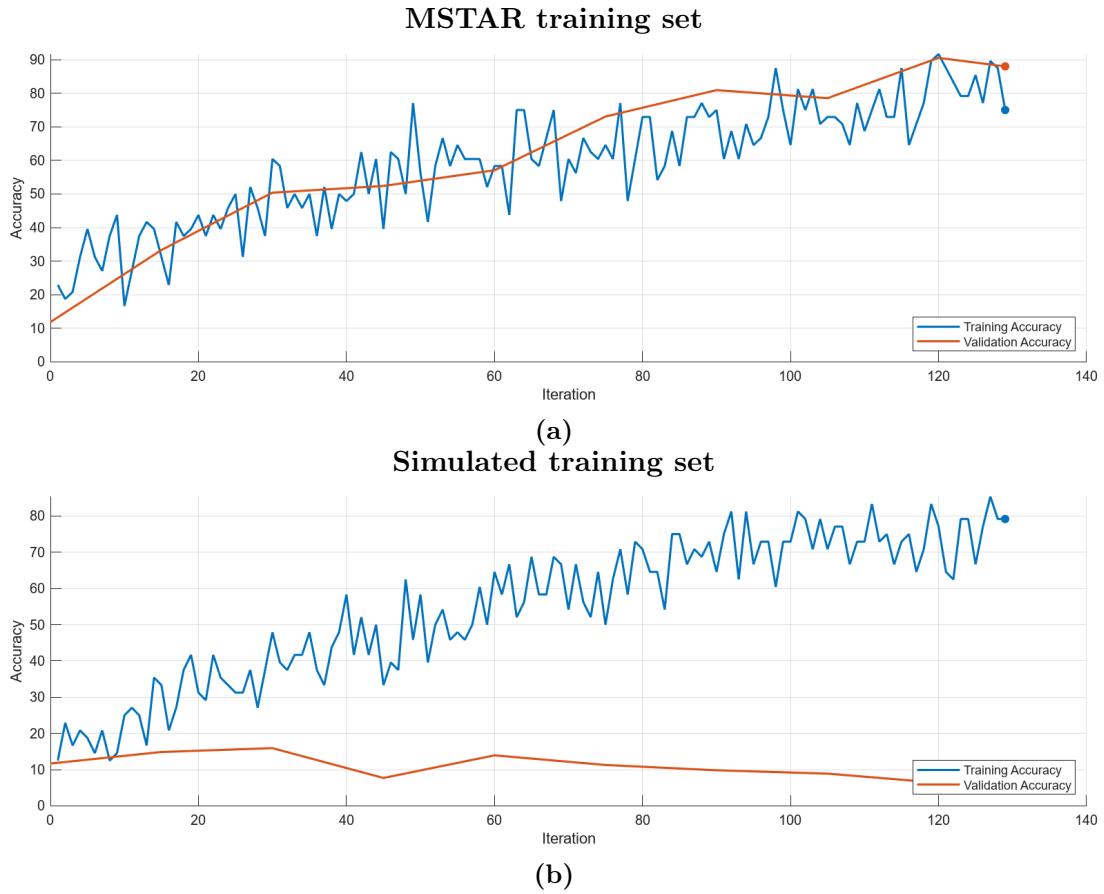 MSTAR training set
90
80
70
60
50
40
30
20
10
0
Accuracy
Training Accuracy
Validation Accuracy
0 20 40 60 80 100 120 140
Iteration
(a)
Simulated training set
80
70
60
50
40
30
20
10
0
Accuracy
Training Accuracy
Validation Accuracy
0 20 40 60 80 100 120 140
Iteration
(b)